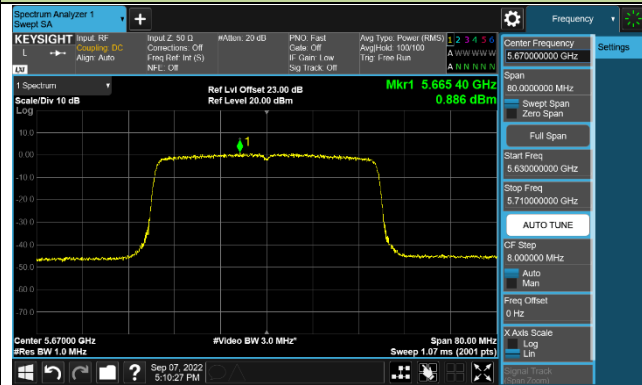 Spectrum Analyzer 1
Swept SA
Frequency
KEYSIGHT
Input: RF
Coupling: DC
Align: Auto
Input Z: 50 Ω
Corrections: Off
Freq Ref: Int (S)
NFE: Off
#Atten: 20 dB
PNO: Fast
Gate: Off
IF Gain: Low
Sig Track: Off
Avg Type: Power (RMS)
Avg|Hold: 100/100
Trig: Free Run
1 2 3 4 5 6
A W W W W W
A N N N N N
L
LXI
1 Spectrum
Scale/Div 10 dB
Log
Ref Lvl Offset 23.00 dB
Ref Level 20.00 dBm
Mkr1 5.665 40 GHz
0.886 dBm
10.0
0.00
-10.0
-20.0
-30.0
-40.0
-50.0
-60.0
-70.0
1
Center 5.67000 GHz
#Res BW 1.0 MHz
#Video BW 3.0 MHz*
Span 80.00 MHz
Sweep 1.07 ms (2001 pts)
Sep 07, 2022
5:10:27 PM
?
Center Frequency
5.670000000 GHz
Settings
Span
80.0000000 MHz
Swept Span
Zero Span
Full Span
Start Freq
5.630000000 GHz
Stop Freq
5.710000000 GHz
AUTO TUNE
CF Step
8.000000 MHz
Auto
Man
Freq Offset
0 Hz
X Axis Scale
Log
Lin
Signal Track
(Span Zoom)